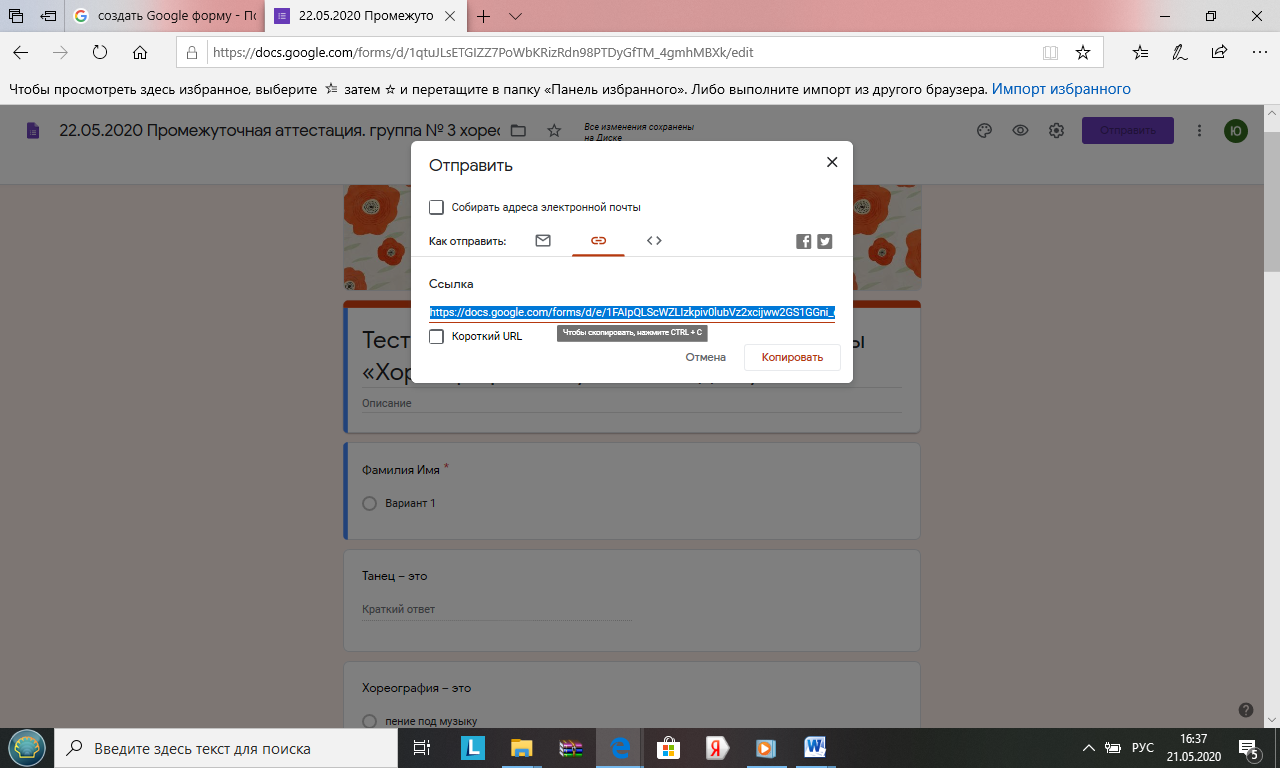 создать Google форму - По
22.05.2020 Промежуто
https://docs.google.com/forms/d/1qtuJLsETGIZZ7PoWbKRizRdn98PTDyGfTM_4gmhMBXk/edit
Чтобы просмотреть здесь избранное, выберите затем и перетащите в папку «Панель избранного». Либо выполните импорт из другого браузера. Импорт избранного
22.05.2020 Промежуточная аттестация. группа № 3 хорес
Все изменения сохранены
на Диске
Отправить
Ю
Отправить
Собирать адреса электронной почты
Как отправить:
Ссылка
https://docs.google.com/forms/d/e/1FAIpQLScWZLIzkpiv0lubVz2xcijww2GS1GGni_
Чтобы скопировать, нажмите CTRL + C
Короткий URL
Отмена
Копировать
Тест
ы
«Хор
Описание
Фамилия Имя *
Вариант 1
Танец – это
Краткий ответ
Хореография – это
пение под музыку
Введите здесь текст для поиска
L
Я
W
РУС
16:37
21.05.2020
5